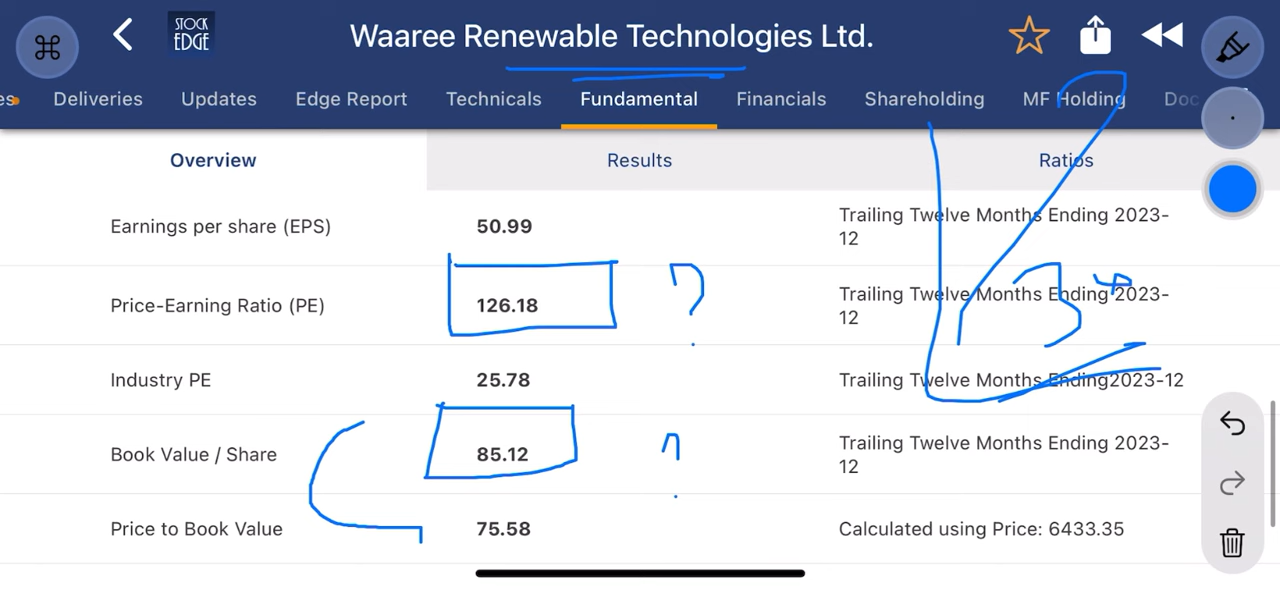 STOCK EDGE
Waaree Renewable Technologies Ltd.
Deliveries Updates Edge Report Technicals Fundamental Financials Shareholding MF Holding
Overview Results Ratios
Earnings per share (EPS) 50.99 Trailing Twelve Months Ending 2023-
12
Price-Earning Ratio (PE) 126.18 ? Trailing Twelve Months Ending 2023-
12
Industry PE 25.78 Trailing Twelve Months Ending2023-12
Book Value / Share 85.12 ? Trailing Twelve Months Ending 2023-
12
Price to Book Value 75.58 Calculated using Price: 6433.35